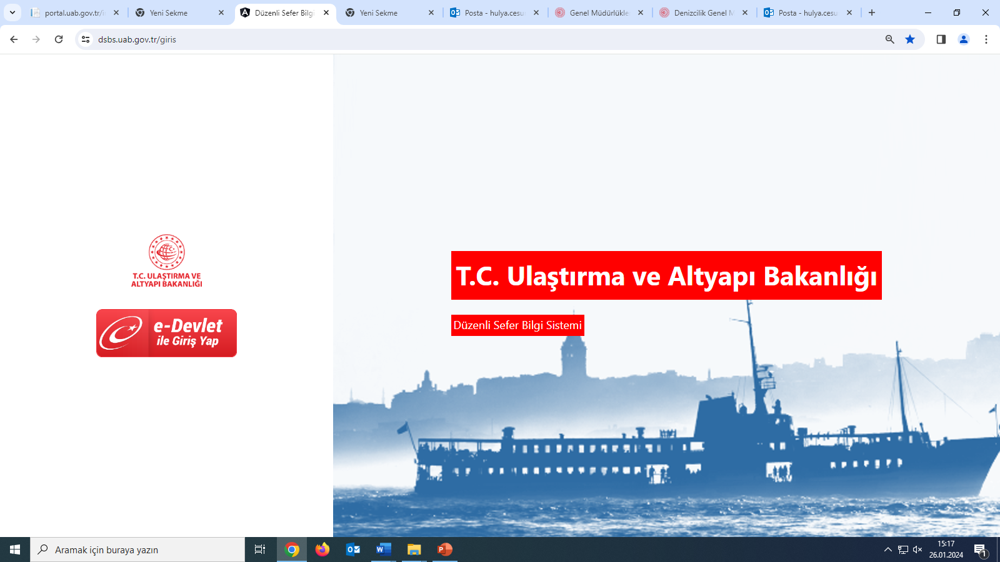 portal.uab.gov.tr/i
Yeni Sekme
Düzenli Sefer Bilgi
Yeni Sekme
Posta - hulya.cesu
Genel Müdürlükle
Denizcilik Genel M
Posta - hulya.cesu
dsbs.uab.gov.tr/giris
T.C. ULAŞTIRMA VE
ALTYAPI BAKANLIĞI
e-Devlet
ile Giriş Yap
T.C. Ulaştırma ve Altyapı Bakanlığı
Düzenli Sefer Bilgi Sistemi
Aramak için buraya yazın
15:17
26.01.2024
1